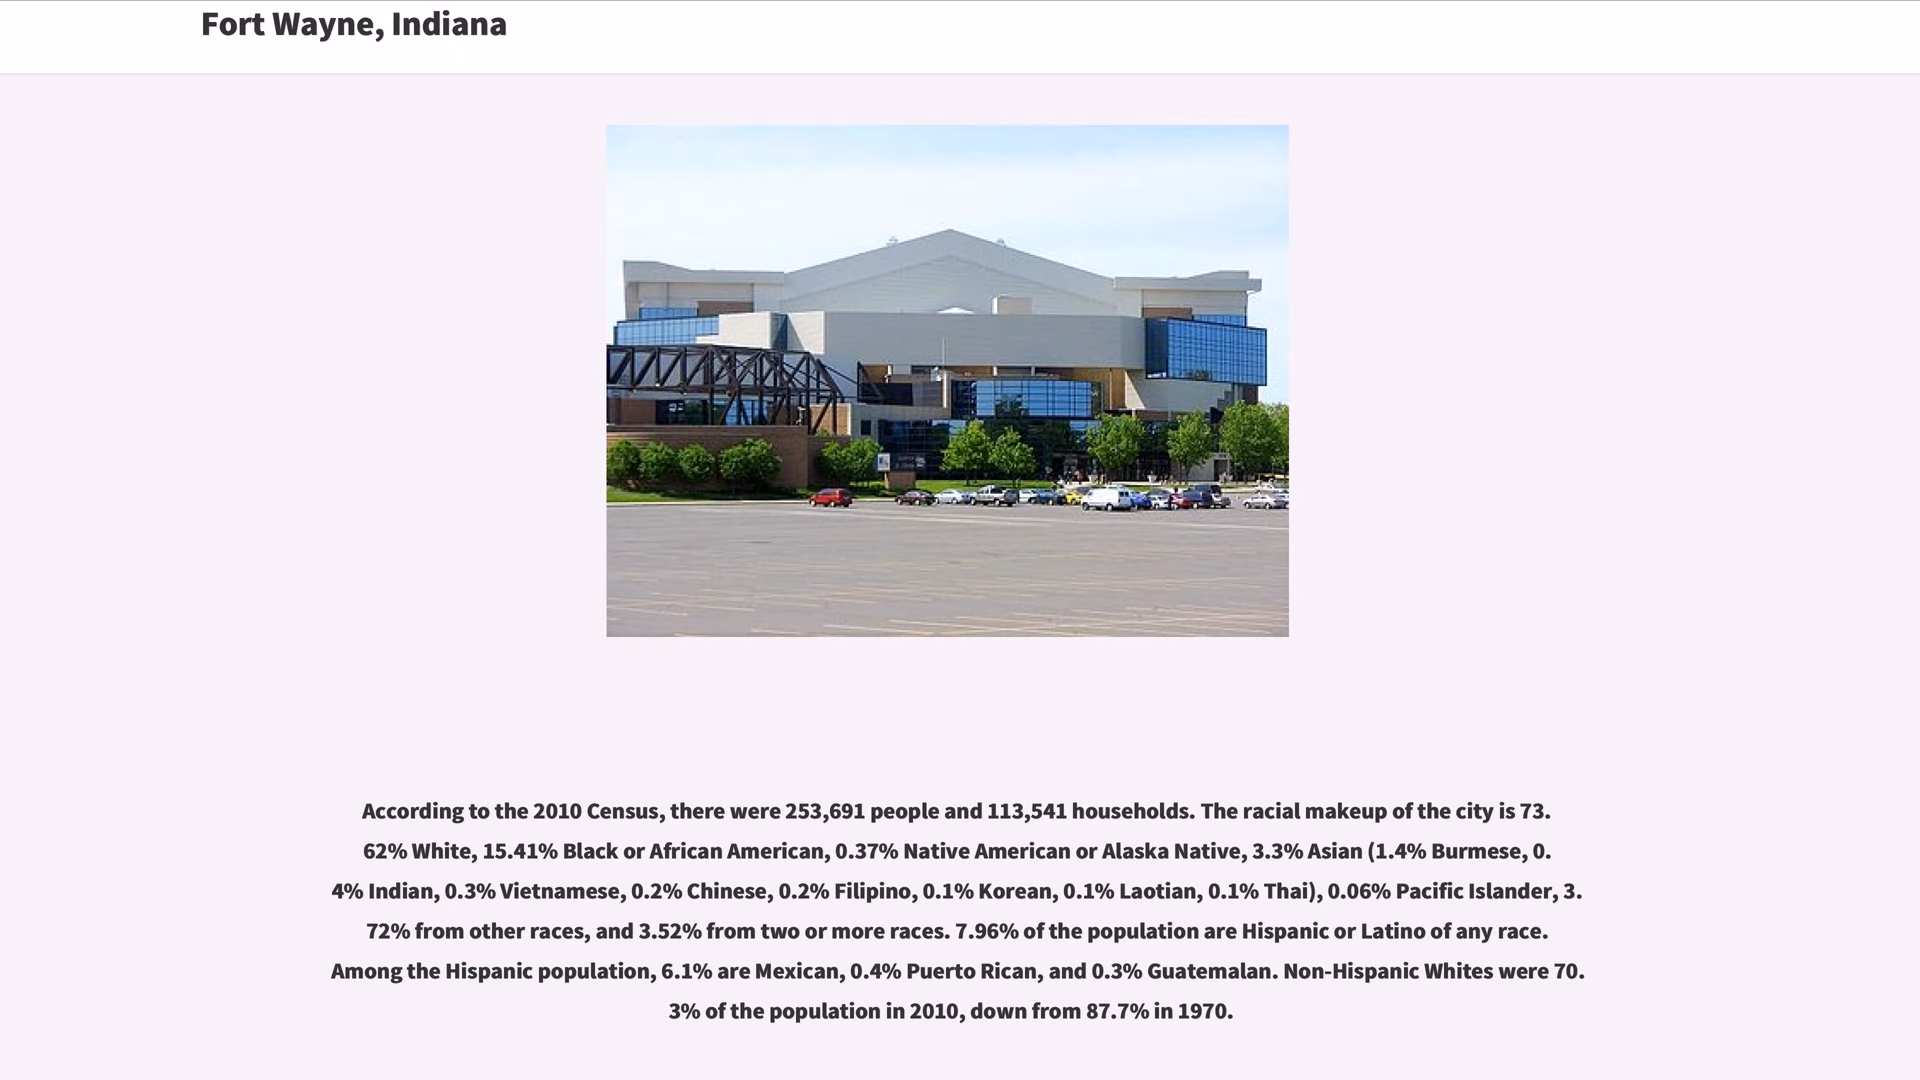 Fort Wayne, Indiana
According to the 2010 Census, there were 253,691 people and 113,541 households. The racial makeup of the city is 73.
62% White, 15.41% Black or African American, 0.37% Native American or Alaska Native, 3.3% Asian (1.4% Burmese, 0.
4% Indian, 0.3% Vietnamese, 0.2% Chinese, 0.2% Filipino, 0.1% Korean, 0.1% Laotian, 0.1% Thai), 0.06% Pacific Islander, 3.
72% from other races, and 3.52% from two or more races. 7.96% of the population are Hispanic or Latino of any race.
Among the Hispanic population, 6.1% are Mexican, 0.4% Puerto Rican, and 0.3% Guatemalan. Non-Hispanic Whites were 70.
3% of the population in 2010, down from 87.7% in 1970.